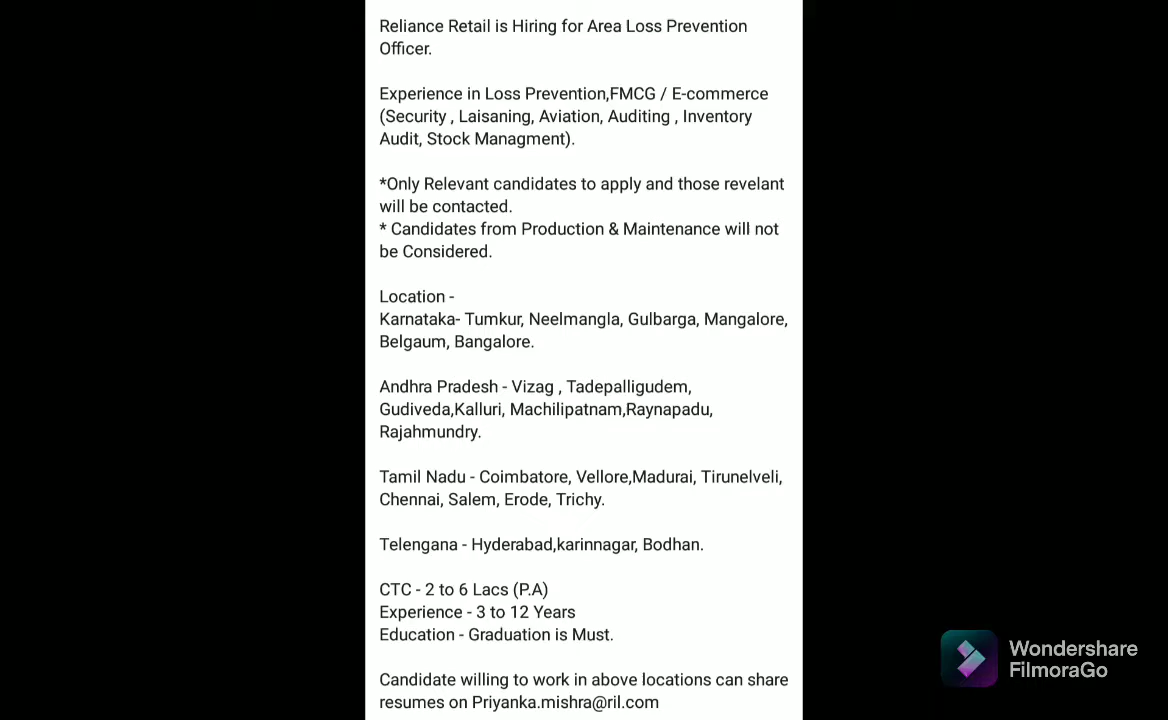 Reliance Retail is Hiring for Area Loss Prevention
Officer.
Experience in Loss Prevention,FMCG / E-commerce
(Security , Laisaning, Aviation, Auditing , Inventory
Audit, Stock Managment).
*Only Relevant candidates to apply and those revelant
will be contacted.
* Candidates from Production & Maintenance will not
be Considered.
Location -
Karnataka- Tumkur, Neelmangla, Gulbarga, Mangalore,
Belgaum, Bangalore.
Andhra Pradesh - Vizag , Tadepalligudem,
Gudiveda,Kalluri, Machilipatnam,Raynapadu,
Rajahmundry.
Tamil Nadu - Coimbatore, Vellore,Madurai, Tirunelveli,
Chennai, Salem, Erode, Trichy.
Telengana - Hyderabad,karinnagar, Bodhan.
CTC - 2 to 6 Lacs (P.A)
Experience - 3 to 12 Years
Education - Graduation is Must.
Candidate willing to work in above locations can share
resumes on Priyanka.mishra@ril.com
Wondershare
FilmoraGo